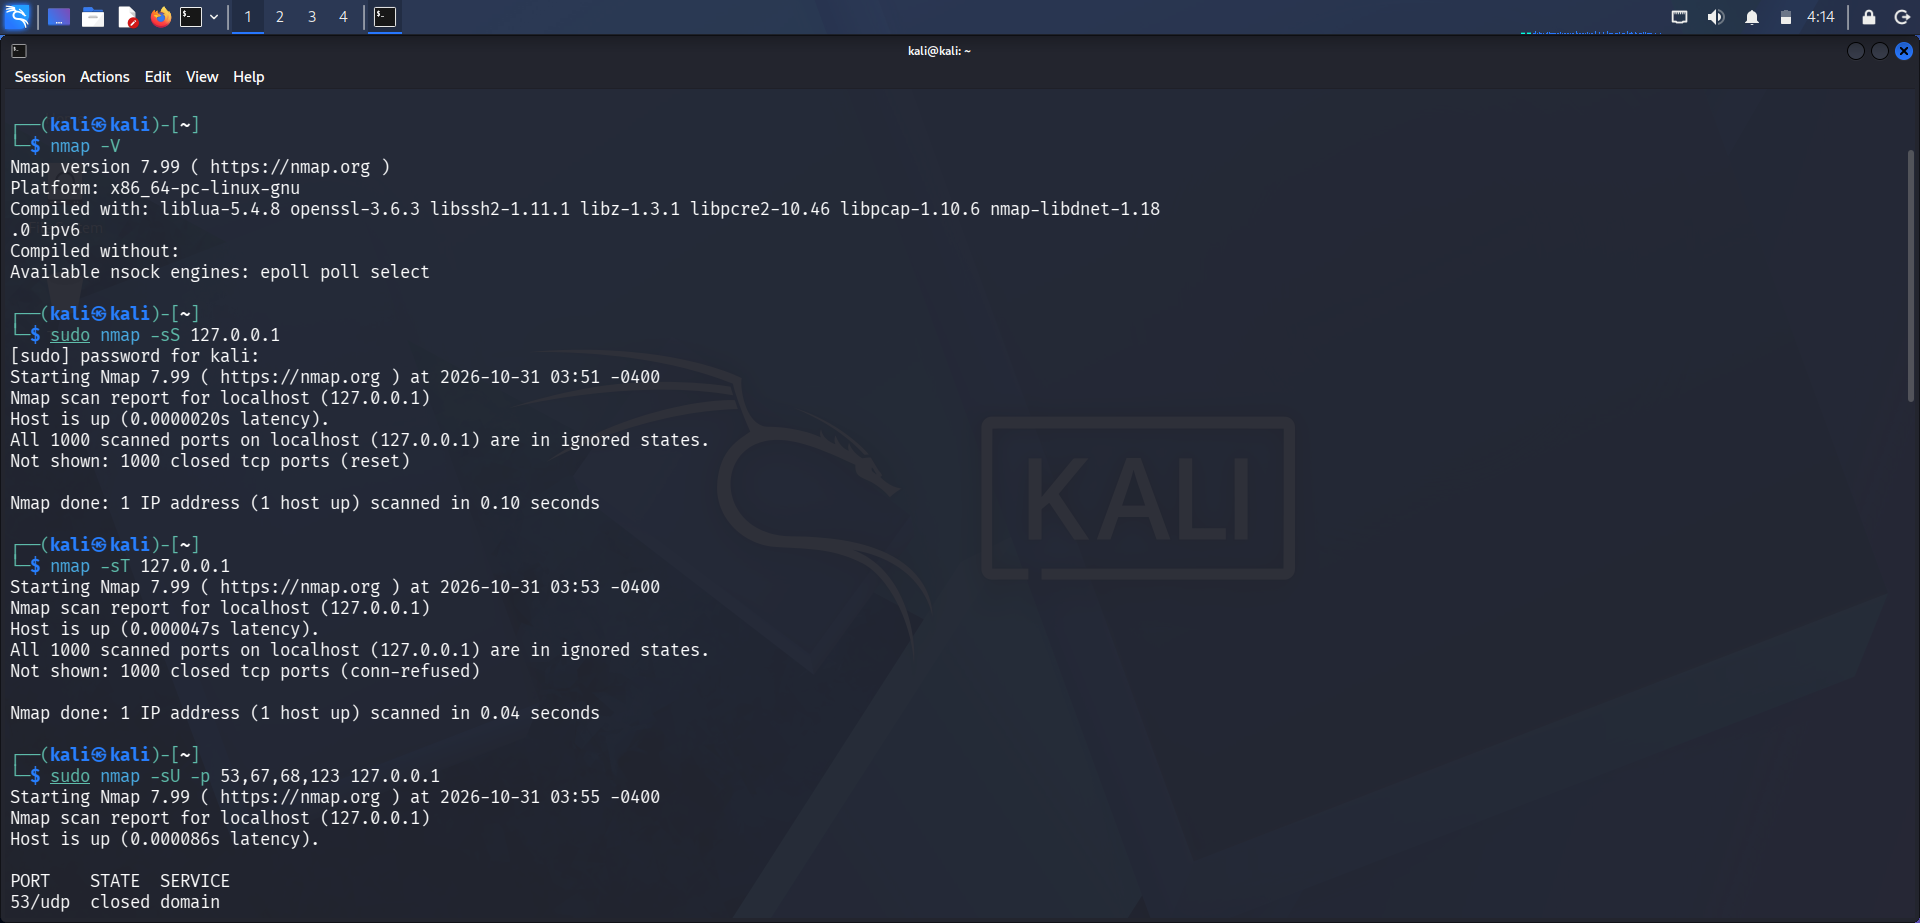 1 2 3 4
4:14
kali@kali: ~
Session Actions Edit View Help
┌──(kali㉿kali)-[~]
└─$ nmap -V
Nmap version 7.99 ( https://nmap.org )
Platform: x86_64-pc-linux-gnu
Compiled with: liblua-5.4.8 openssl-3.6.3 libssh2-1.11.1 libz-1.3.1 libpcre2-10.46 libpcap-1.10.6 nmap-libdnet-1.18
.0 ipv6
Compiled without:
Available nsock engines: epoll poll select
┌──(kali㉿kali)-[~]
└─$ sudo nmap -sS 127.0.0.1
[sudo] password for kali:
Starting Nmap 7.99 ( https://nmap.org ) at 2026-10-31 03:51 -0400
Nmap scan report for localhost (127.0.0.1)
Host is up (0.0000020s latency).
All 1000 scanned ports on localhost (127.0.0.1) are in ignored states.
Not shown: 1000 closed tcp ports (reset)
Nmap done: 1 IP address (1 host up) scanned in 0.10 seconds
┌──(kali㉿kali)-[~]
└─$ nmap -sT 127.0.0.1
Starting Nmap 7.99 ( https://nmap.org ) at 2026-10-31 03:53 -0400
Nmap scan report for localhost (127.0.0.1)
Host is up (0.000047s latency).
All 1000 scanned ports on localhost (127.0.0.1) are in ignored states.
Not shown: 1000 closed tcp ports (conn-refused)
Nmap done: 1 IP address (1 host up) scanned in 0.04 seconds
┌──(kali㉿kali)-[~]
└─$ sudo nmap -sU -p 53,67,68,123 127.0.0.1
Starting Nmap 7.99 ( https://nmap.org ) at 2026-10-31 03:55 -0400
Nmap scan report for localhost (127.0.0.1)
Host is up (0.000086s latency).
PORT    STATE  SERVICE
53/udp  closed domain
KALI